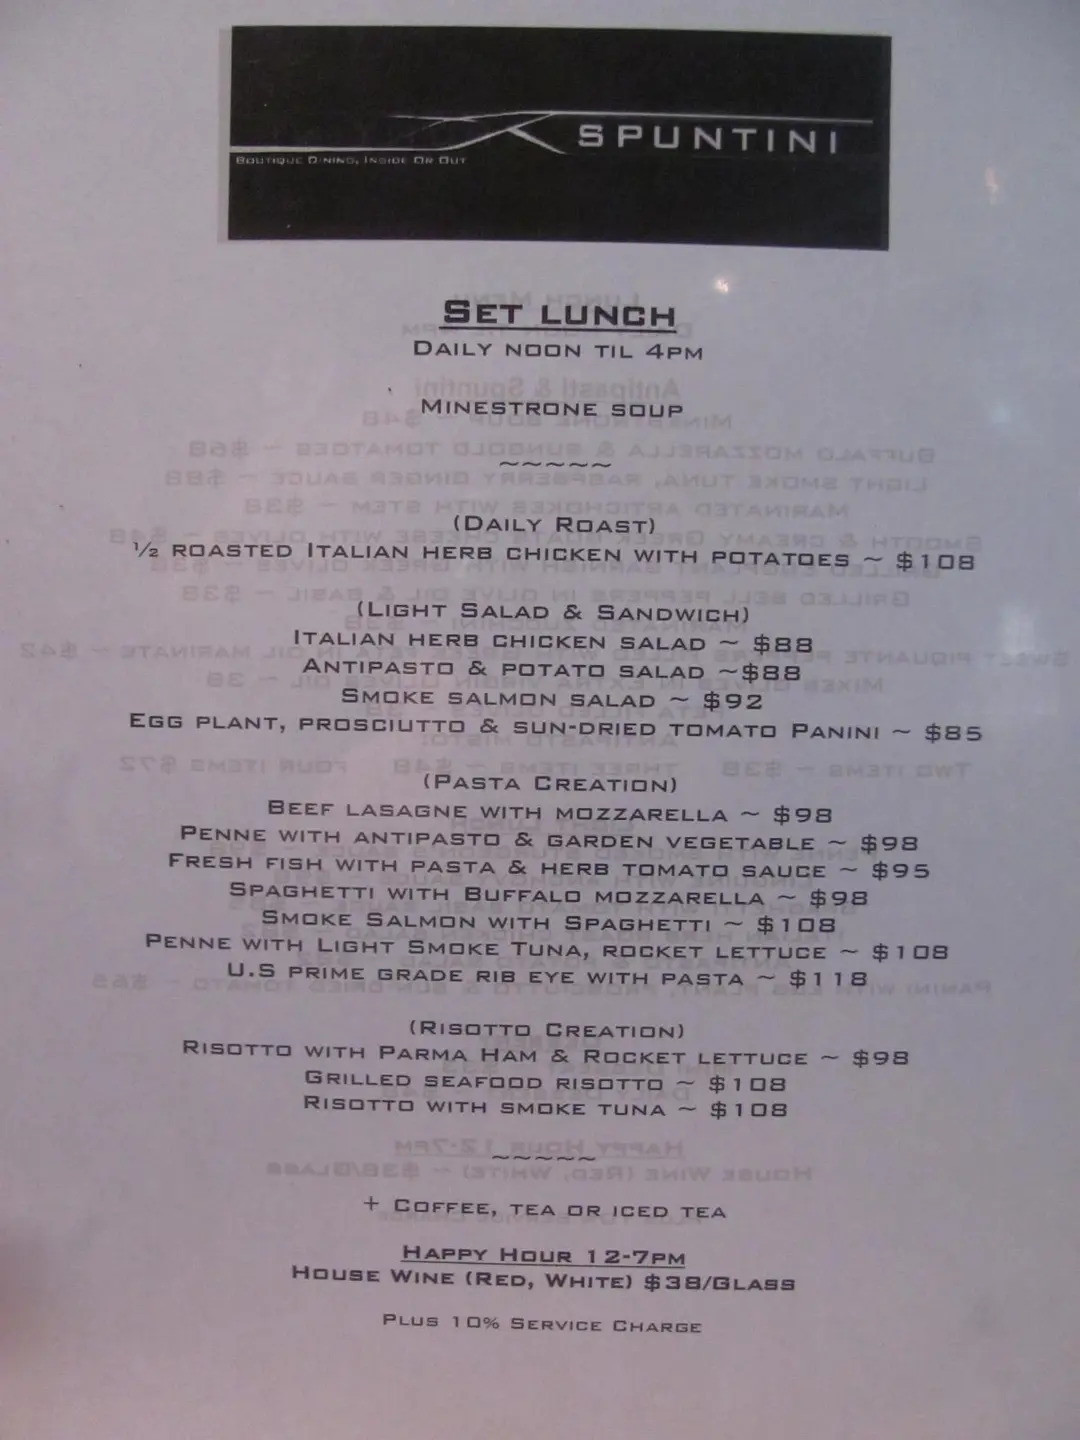 SPUNTINI
BOUTIQUE DINING, INSIDE OR OUT
SET LUNCH
DAILY NOON TIL 4PM
MINESTRONE SOUP
~~~~~
(DAILY ROAST)
½ ROASTED ITALIAN HERB CHICKEN WITH POTATOES ~ $108
(LIGHT SALAD & SANDWICH)
ITALIAN HERB CHICKEN SALAD ~ $88
ANTIPASTO & POTATO SALAD ~$88
SMOKE SALMON SALAD ~ $92
EGG PLANT, PROSCIUTTO & SUN-DRIED TOMATO PANINI ~ $85
(PASTA CREATION)
BEEF LASAGNE WITH MOZZARELLA ~ $98
PENNE WITH ANTIPASTO & GARDEN VEGETABLE ~ $98
FRESH FISH WITH PASTA & HERB TOMATO SAUCE ~ $95
SPAGHETTI WITH BUFFALO MOZZARELLA ~ $98
SMOKE SALMON WITH SPAGHETTI ~ $108
PENNE WITH LIGHT SMOKE TUNA, ROCKET LETTUCE ~ $108
U.S PRIME GRADE RIB EYE WITH PASTA ~ $118
(RISOTTO CREATION)
RISOTTO WITH PARMA HAM & ROCKET LETTUCE ~ $98
GRILLED SEAFOOD RISOTTO ~ $108
RISOTTO WITH SMOKE TUNA ~ $108
~~~~~
+ COFFEE, TEA OR ICED TEA
HAPPY HOUR 12-7PM
HOUSE WINE (RED, WHITE) $38/GLASS
PLUS 10% SERVICE CHARGE